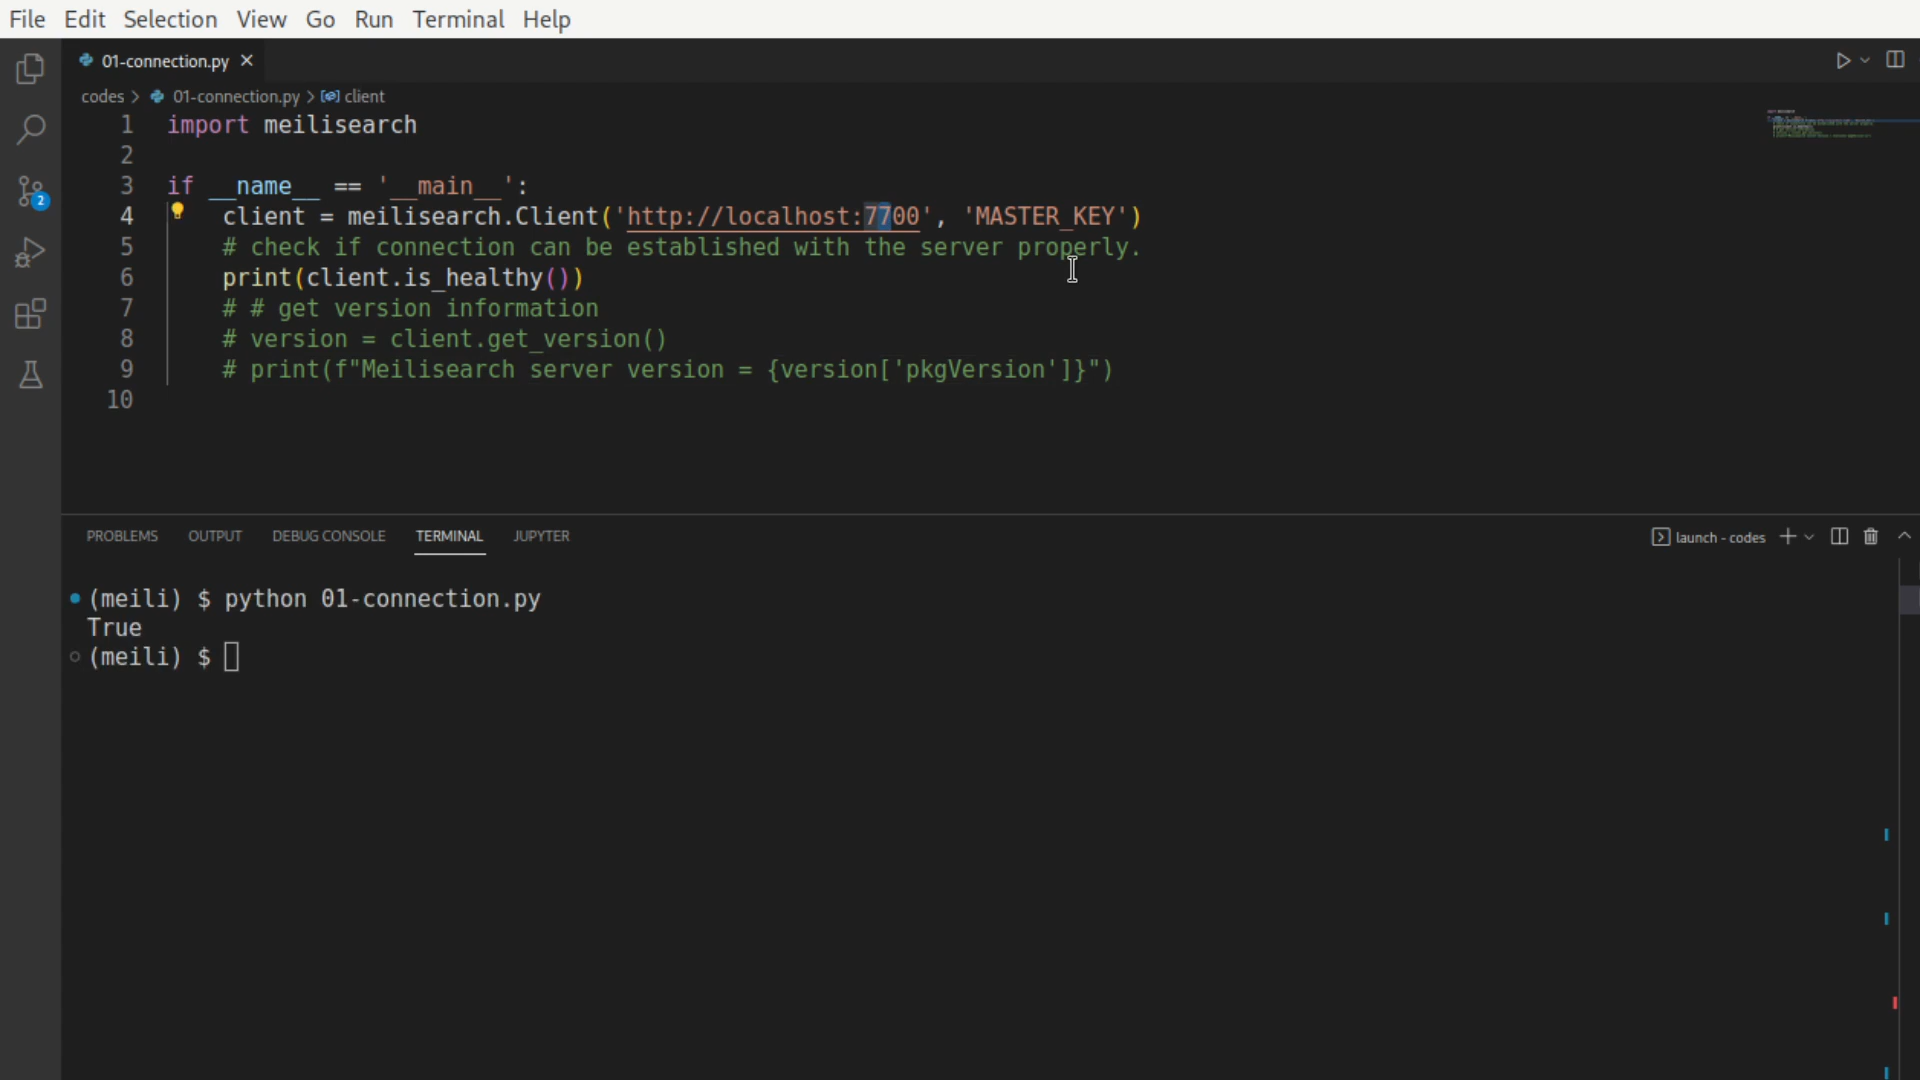 File Edit Selection View Go Run Terminal Help
01-connection.py
codes > 01-connection.py > client
1 import meilisearch
2
3 if __name__ == '__main__':
4 client = meilisearch.Client('http://localhost:7700', 'MASTER_KEY')
5 # check if connection can be established with the server properly.
6 print(client.is_healthy())
7 # # get version information
8 # version = client.get_version()
9 # print(f"Meilisearch server version = {version['pkgVersion']}")
10
2
PROBLEMS OUTPUT DEBUG CONSOLE TERMINAL JUPYTER
launch - codes
(meili) $ python 01-connection.py
True
(meili) $